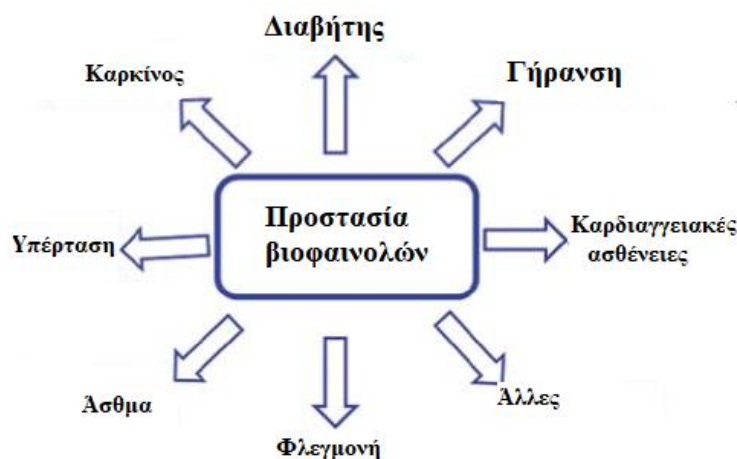 Διαβήτης
Καρκίνος
Γήρανση
Προστασία
βιοφαινολών
Υπέρταση
Καρδιαγγειακές
ασθένειες
Άσθμα
Άλλες
Φλεγμονή